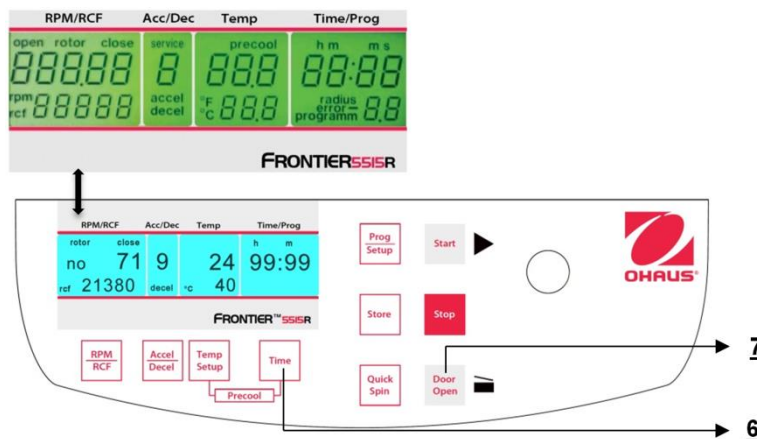 RPM/RCF Acc/Dec Temp Time/Prog
open rotor close service precool h m m s
88888 8 88.8 88:88
rpm rcf 88888 accel decel °F °C 88.8 radius error programm 8.8
FRONTIER5515R
RPM/RCF Acc/Dec Temp Time/Prog
rotor close h m
no 71 9 24 99:99
rcf 21380 decel °C 40
FRONTIER™ 5515R
RPM
RCF
Accel
Decel
Temp
Setup
Time
Precool
Prog
Setup
Start
Store
Stop
Quick
Spin
Door
Open
OHAUS®
7
6